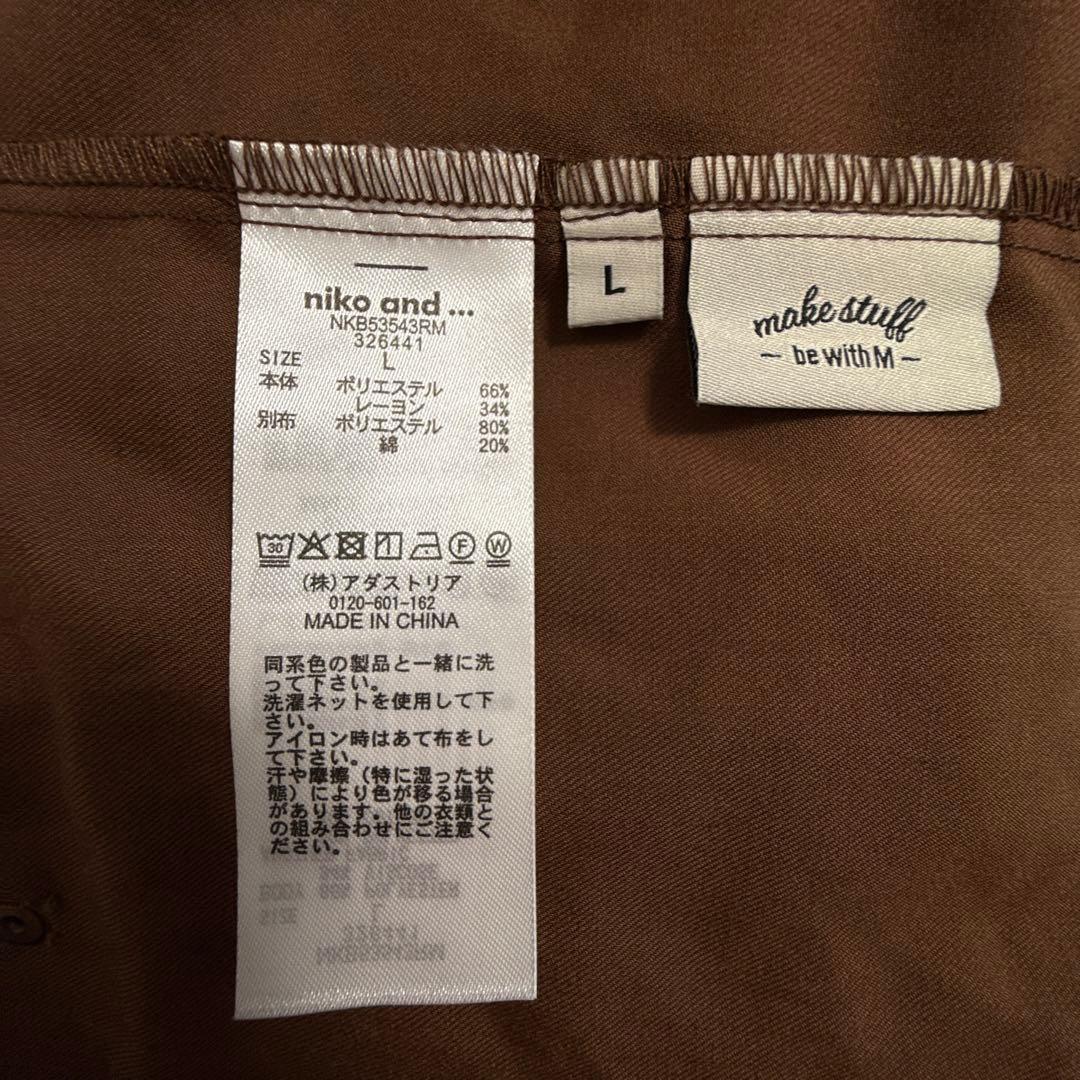 niko and ...
NKB53543RM
326441
SIZE L
本体 ポリエステル 66%
レーヨン 34%
別布 ポリエステル 80%
綿 20%
30
F
W
(株)アダストリア
0120-601-162
MADE IN CHINA
同系色の製品と一緒に洗
って下さい。
洗濯ネットを使用して下
さい。
アイロン時はあて布をし
て下さい。
汗や摩擦(特に湿った状
態)により色が移る場合
があります。他の衣類と
の組み合わせにご注意く
ださい。
L
make stuff
~ be with M ~